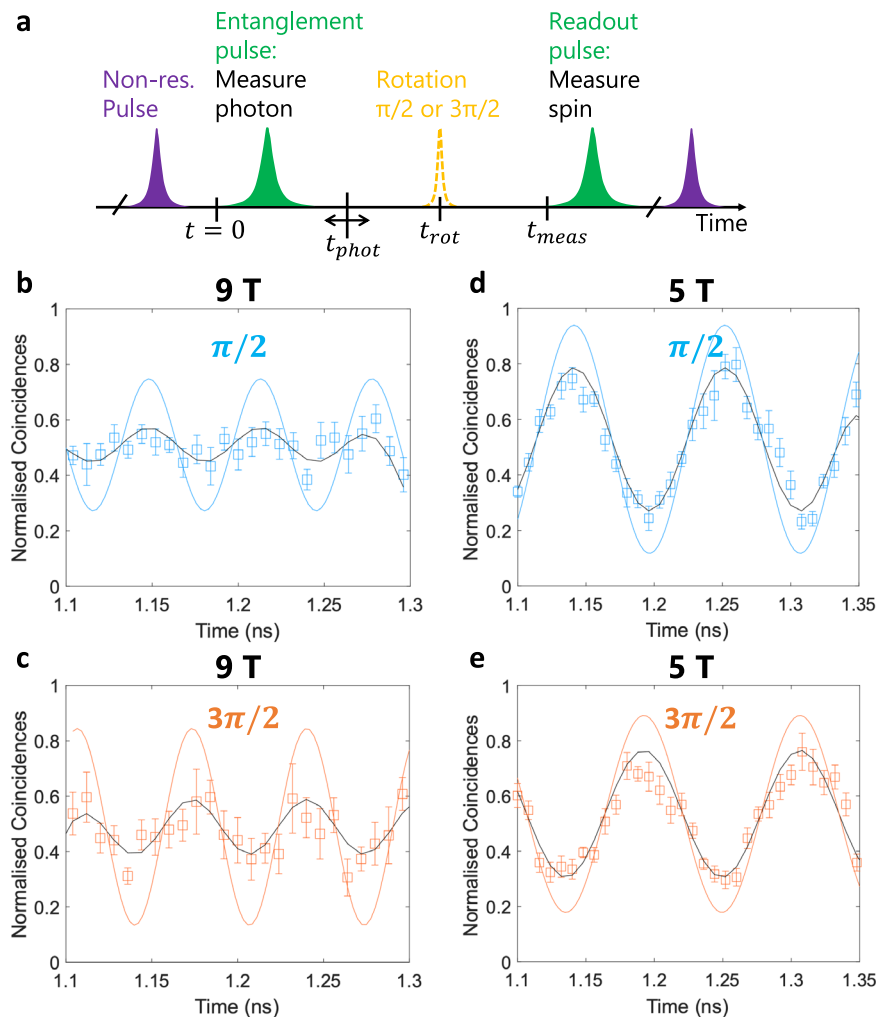 a
Entanglement
pulse:
Measure
photon
Non-res.
Pulse
Rotation
π/2 or 3π/2
Readout
pulse:
Measure
spin
t = 0
t_phot
t_rot
t_meas
Time
b
9 T
π/2
Normalised Coincidences
1
0.8
0.6
0.4
0.2
0
1.1 1.15 1.2 1.25 1.3
Time (ns)
d
5 T
π/2
Normalised Coincidences
1
0.8
0.6
0.4
0.2
0
1.1 1.15 1.2 1.25 1.3 1.35
Time (ns)
c
9 T
3π/2
Normalised Coincidences
1
0.8
0.6
0.4
0.2
0
1.1 1.15 1.2 1.25 1.3
Time (ns)
e
5 T
3π/2
Normalised Coincidences
1
0.8
0.6
0.4
0.2
0
1.1 1.15 1.2 1.25 1.3 1.35
Time (ns)